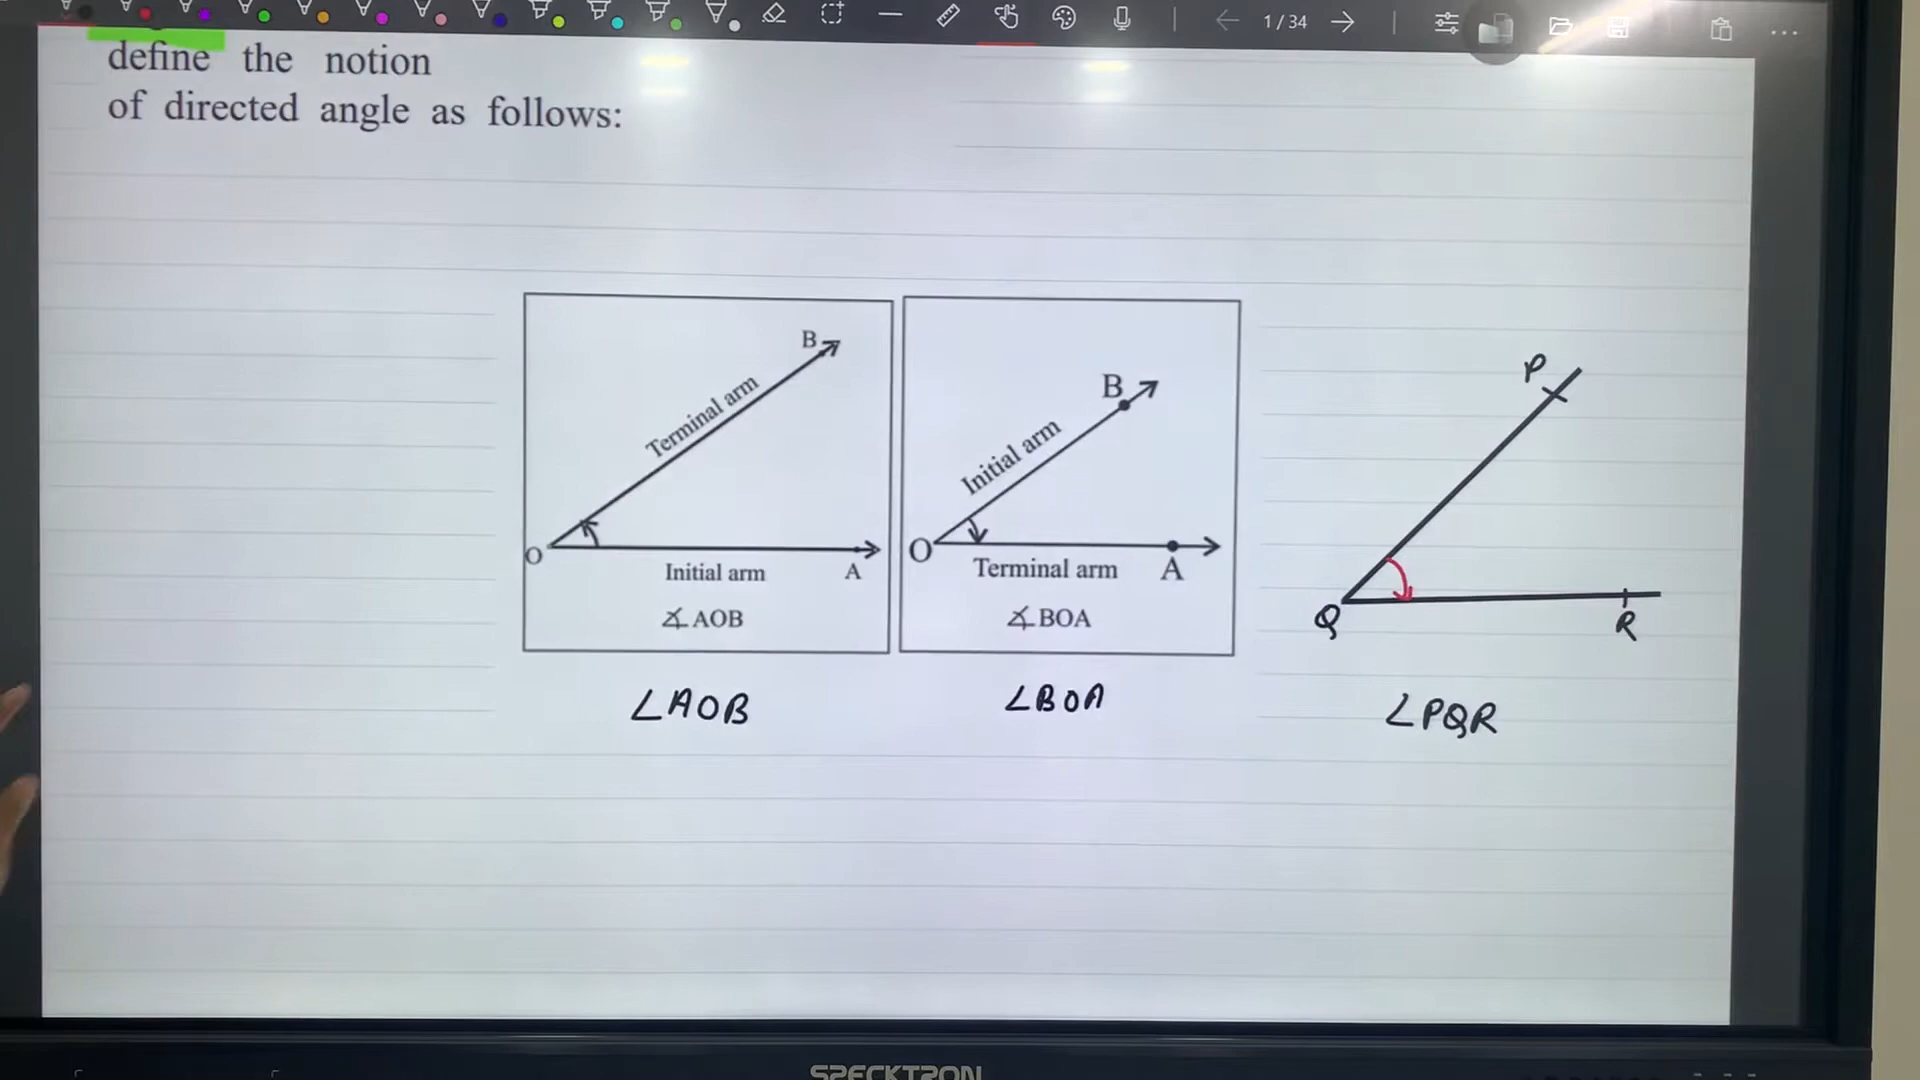 1 / 34
define the notion
of directed angle as follows:
B
Terminal arm
O
Initial arm
A
∡AOB
B
Initial arm
O
Terminal arm
A
∡BOA
P
Q
R
∠AOB
∠BOA
∠PQR
SPECKTRON